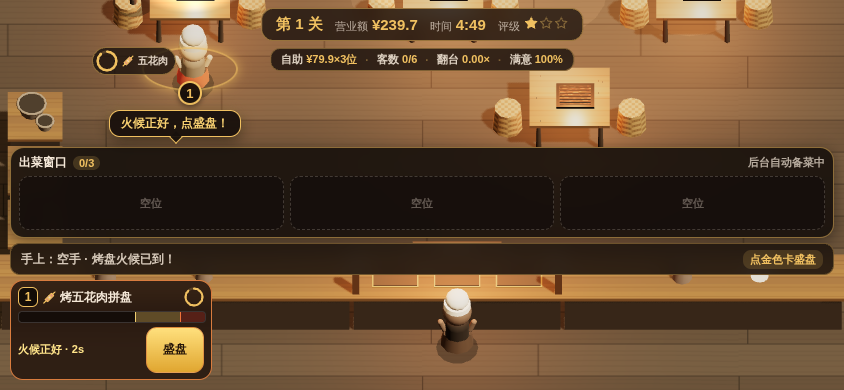 第 1 关 营业额 ¥239.7 时间 4:49 评级
自助 ¥79.9×3位 · 客数 0/6 · 翻台 0.00× · 满意 100%
五花肉
1
火候正好，点盛盘！
出菜窗口 0/3 后台自动备菜中
空位 空位 空位
手上：空手 · 烤盘火候已到！ 点金色卡盛盘
1 烤五花肉拼盘
火候正好 · 2s 盛盘